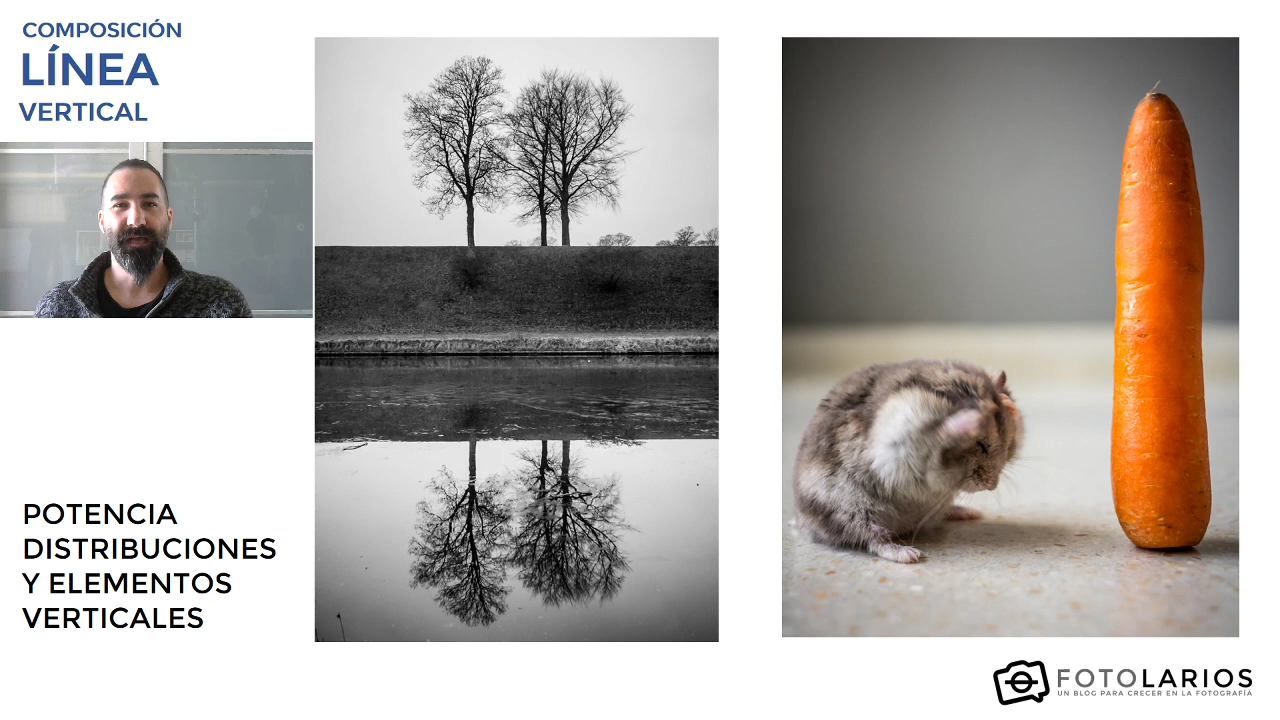 COMPOSICIÓN
LÍNEA
VERTICAL
POTENCIA
DISTRIBUCIONES
Y ELEMENTOS
VERTICALES
FOTOLARIOS
UN BLOG PARA CRECER EN LA FOTOGRAFÍA